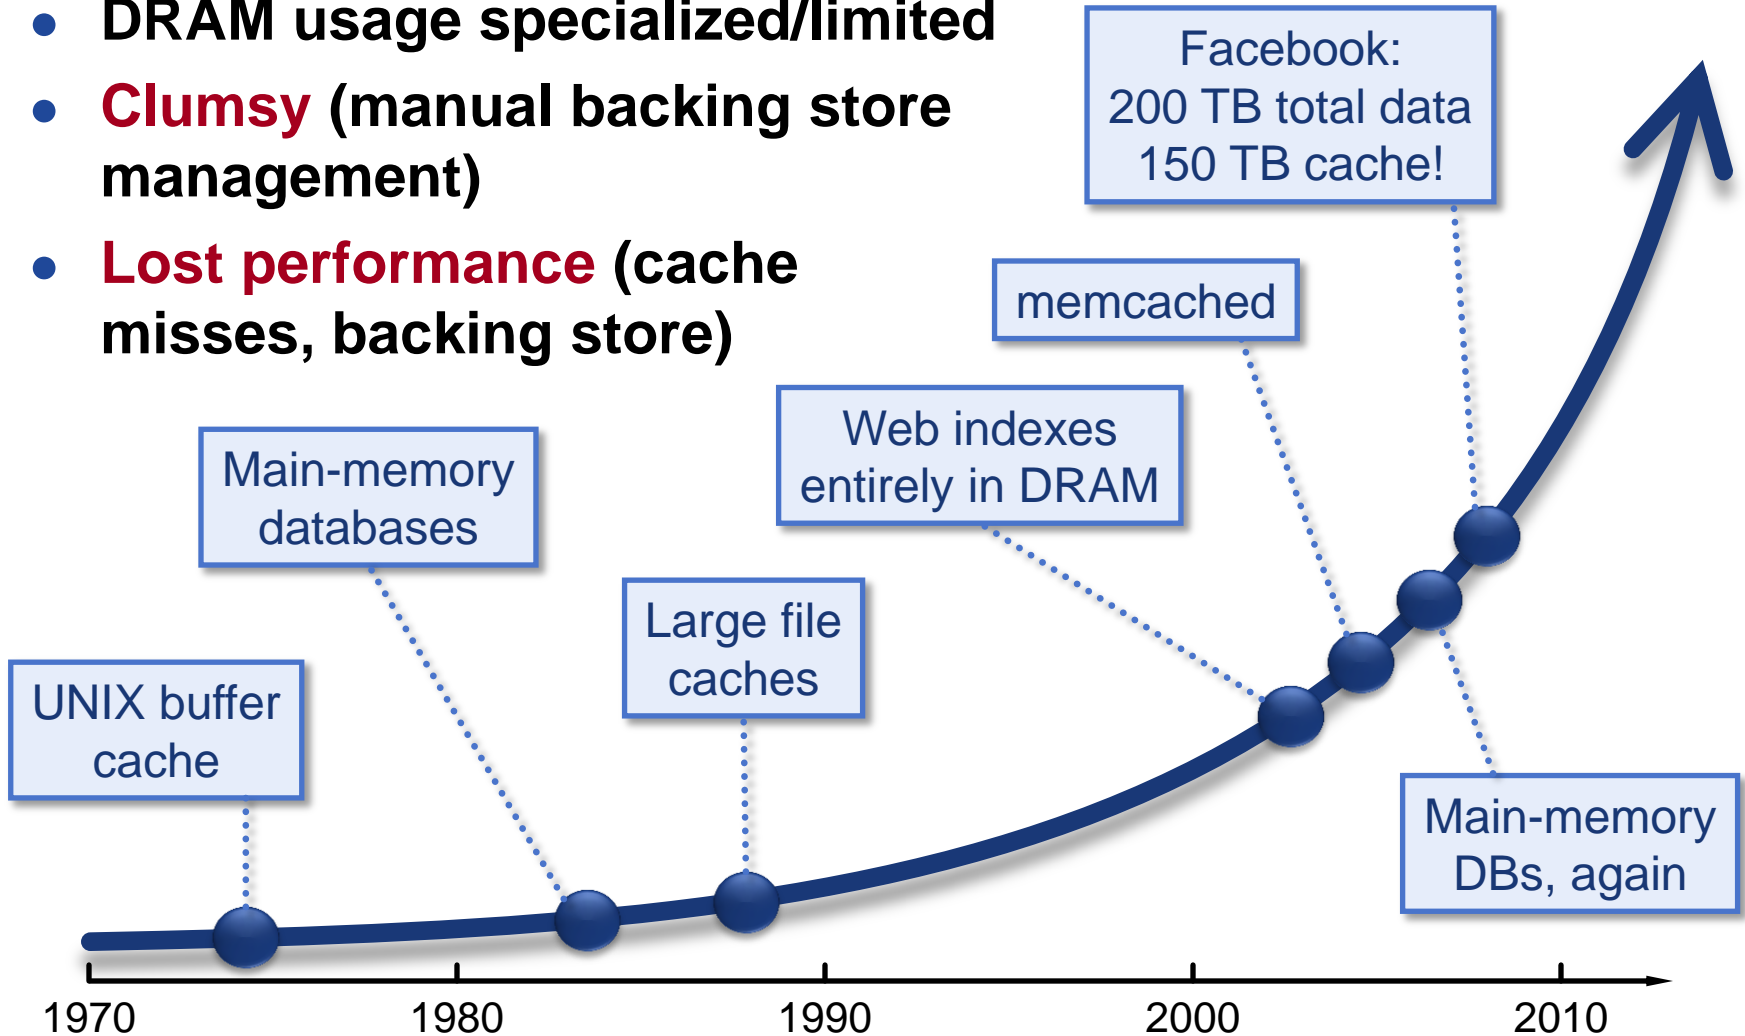 DRAM usage specialized/limited
Clumsy (manual backing store
management)
Lost performance (cache
misses, backing store)
Facebook:
200 TB total data
150 TB cache!
memcached
Web indexes
entirely in DRAM
Main-memory
databases
Large file
caches
UNIX buffer
cache
Main-memory
DBs, again
1970
1980
1990
2000
2010